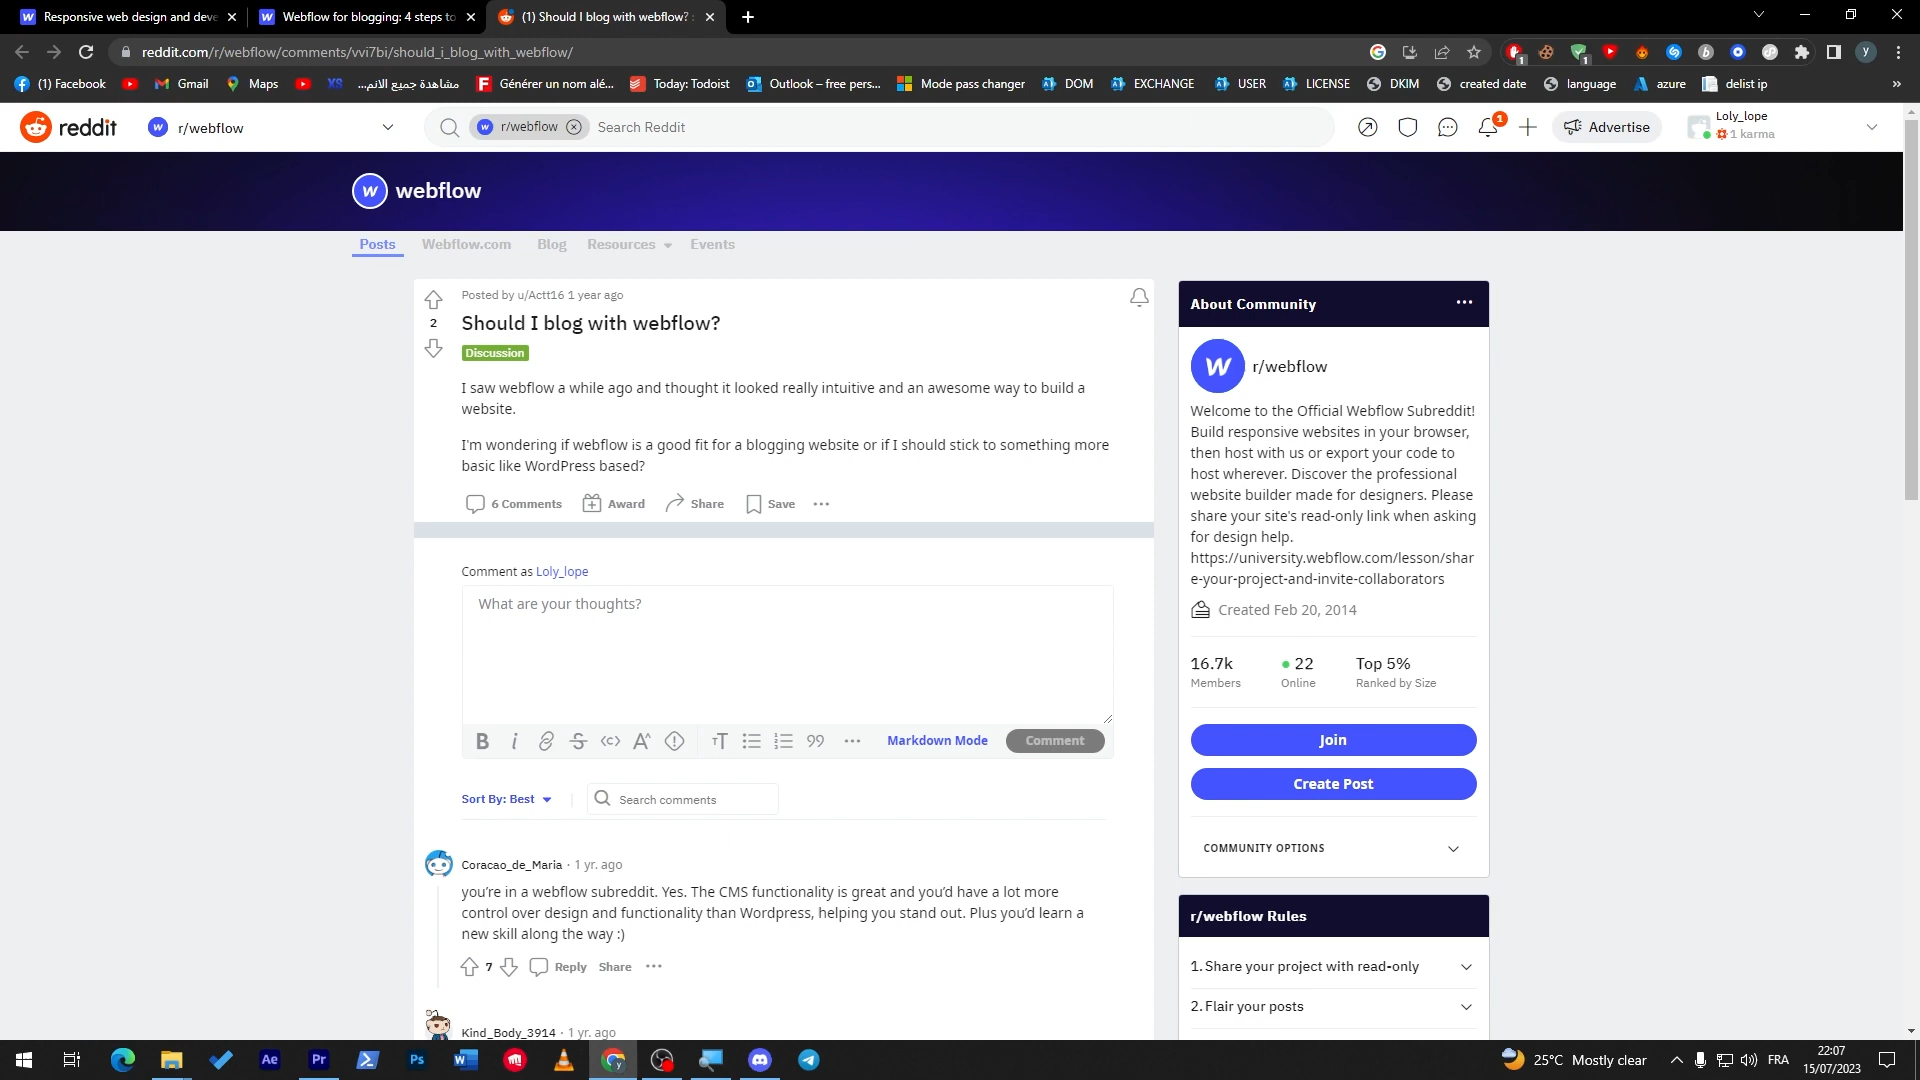 Responsive web design and deve
Webflow for blogging: 4 steps to
(1) Should I blog with webflow? :
reddit.com/r/webflow/comments/vvi7bi/should_i_blog_with_webflow/
(1) Facebook
Gmail
Maps
XS
مشاهدة جميع الانم...
Générer un nom alé...
Today: Todoist
Outlook – free pers...
Mode pass changer
DOM
EXCHANGE
USER
LICENSE
DKIM
created date
language
azure
delist ip
reddit
r/webflow
r/webflow
Search Reddit
1
Advertise
Loly_lope
1 karma
webflow
Posts
Webflow.com
Blog
Resources
Events
Posted by u/Actt16 1 year ago
2
Should I blog with webflow?
Discussion
I saw webflow a while ago and thought it looked really intuitive and an awesome way to build a
website.
I'm wondering if webflow is a good fit for a blogging website or if I should stick to something more
basic like WordPress based?
6 Comments
Award
Share
Save
Comment as Loly_lope
What are your thoughts?
Markdown Mode
Comment
Sort By: Best
Search comments
Coracao_de_Maria · 1 yr. ago
you’re in a webflow subreddit. Yes. The CMS functionality is great and you’d have a lot more
control over design and functionality than Wordpress, helping you stand out. Plus you’d learn a
new skill along the way :)
7
Reply
Share
Kind_Body_3914 · 1 yr. ago
About Community
r/webflow
Welcome to the Official Webflow Subreddit!
Build responsive websites in your browser,
then host with us or export your code to
host wherever. Discover the professional
website builder made for designers. Please
share your site's read-only link when asking
for design help.
https://university.webflow.com/lesson/shar
e-your-project-and-invite-collaborators
Created Feb 20, 2014
16.7k
Members
22
Online
Top 5%
Ranked by Size
Join
Create Post
COMMUNITY OPTIONS
r/webflow Rules
1. Share your project with read-only
2. Flair your posts
25°C Mostly clear
FRA
22:07
15/07/2023